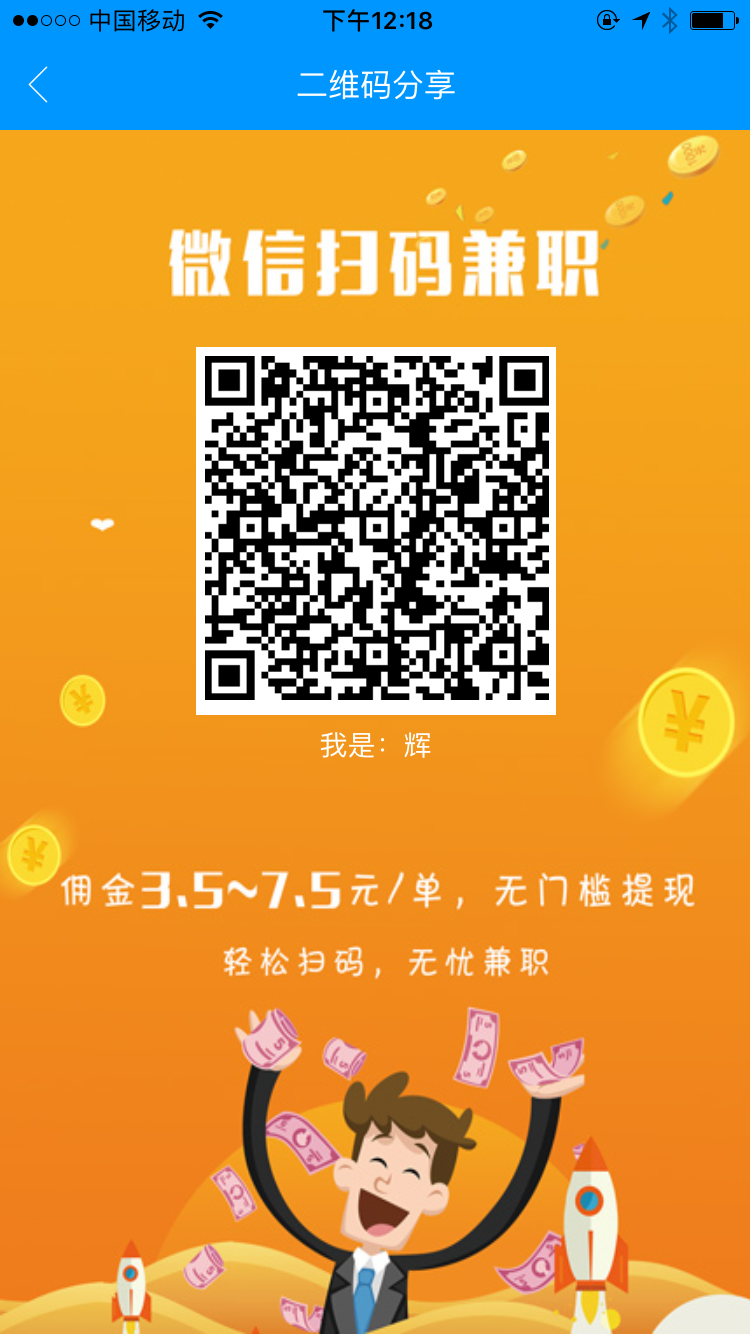 中国移动 下午12:18
二维码分享
微信扫码兼职
我是：辉
佣金3.5~7.5元/单，无门槛提现
轻松扫码，无忧兼职